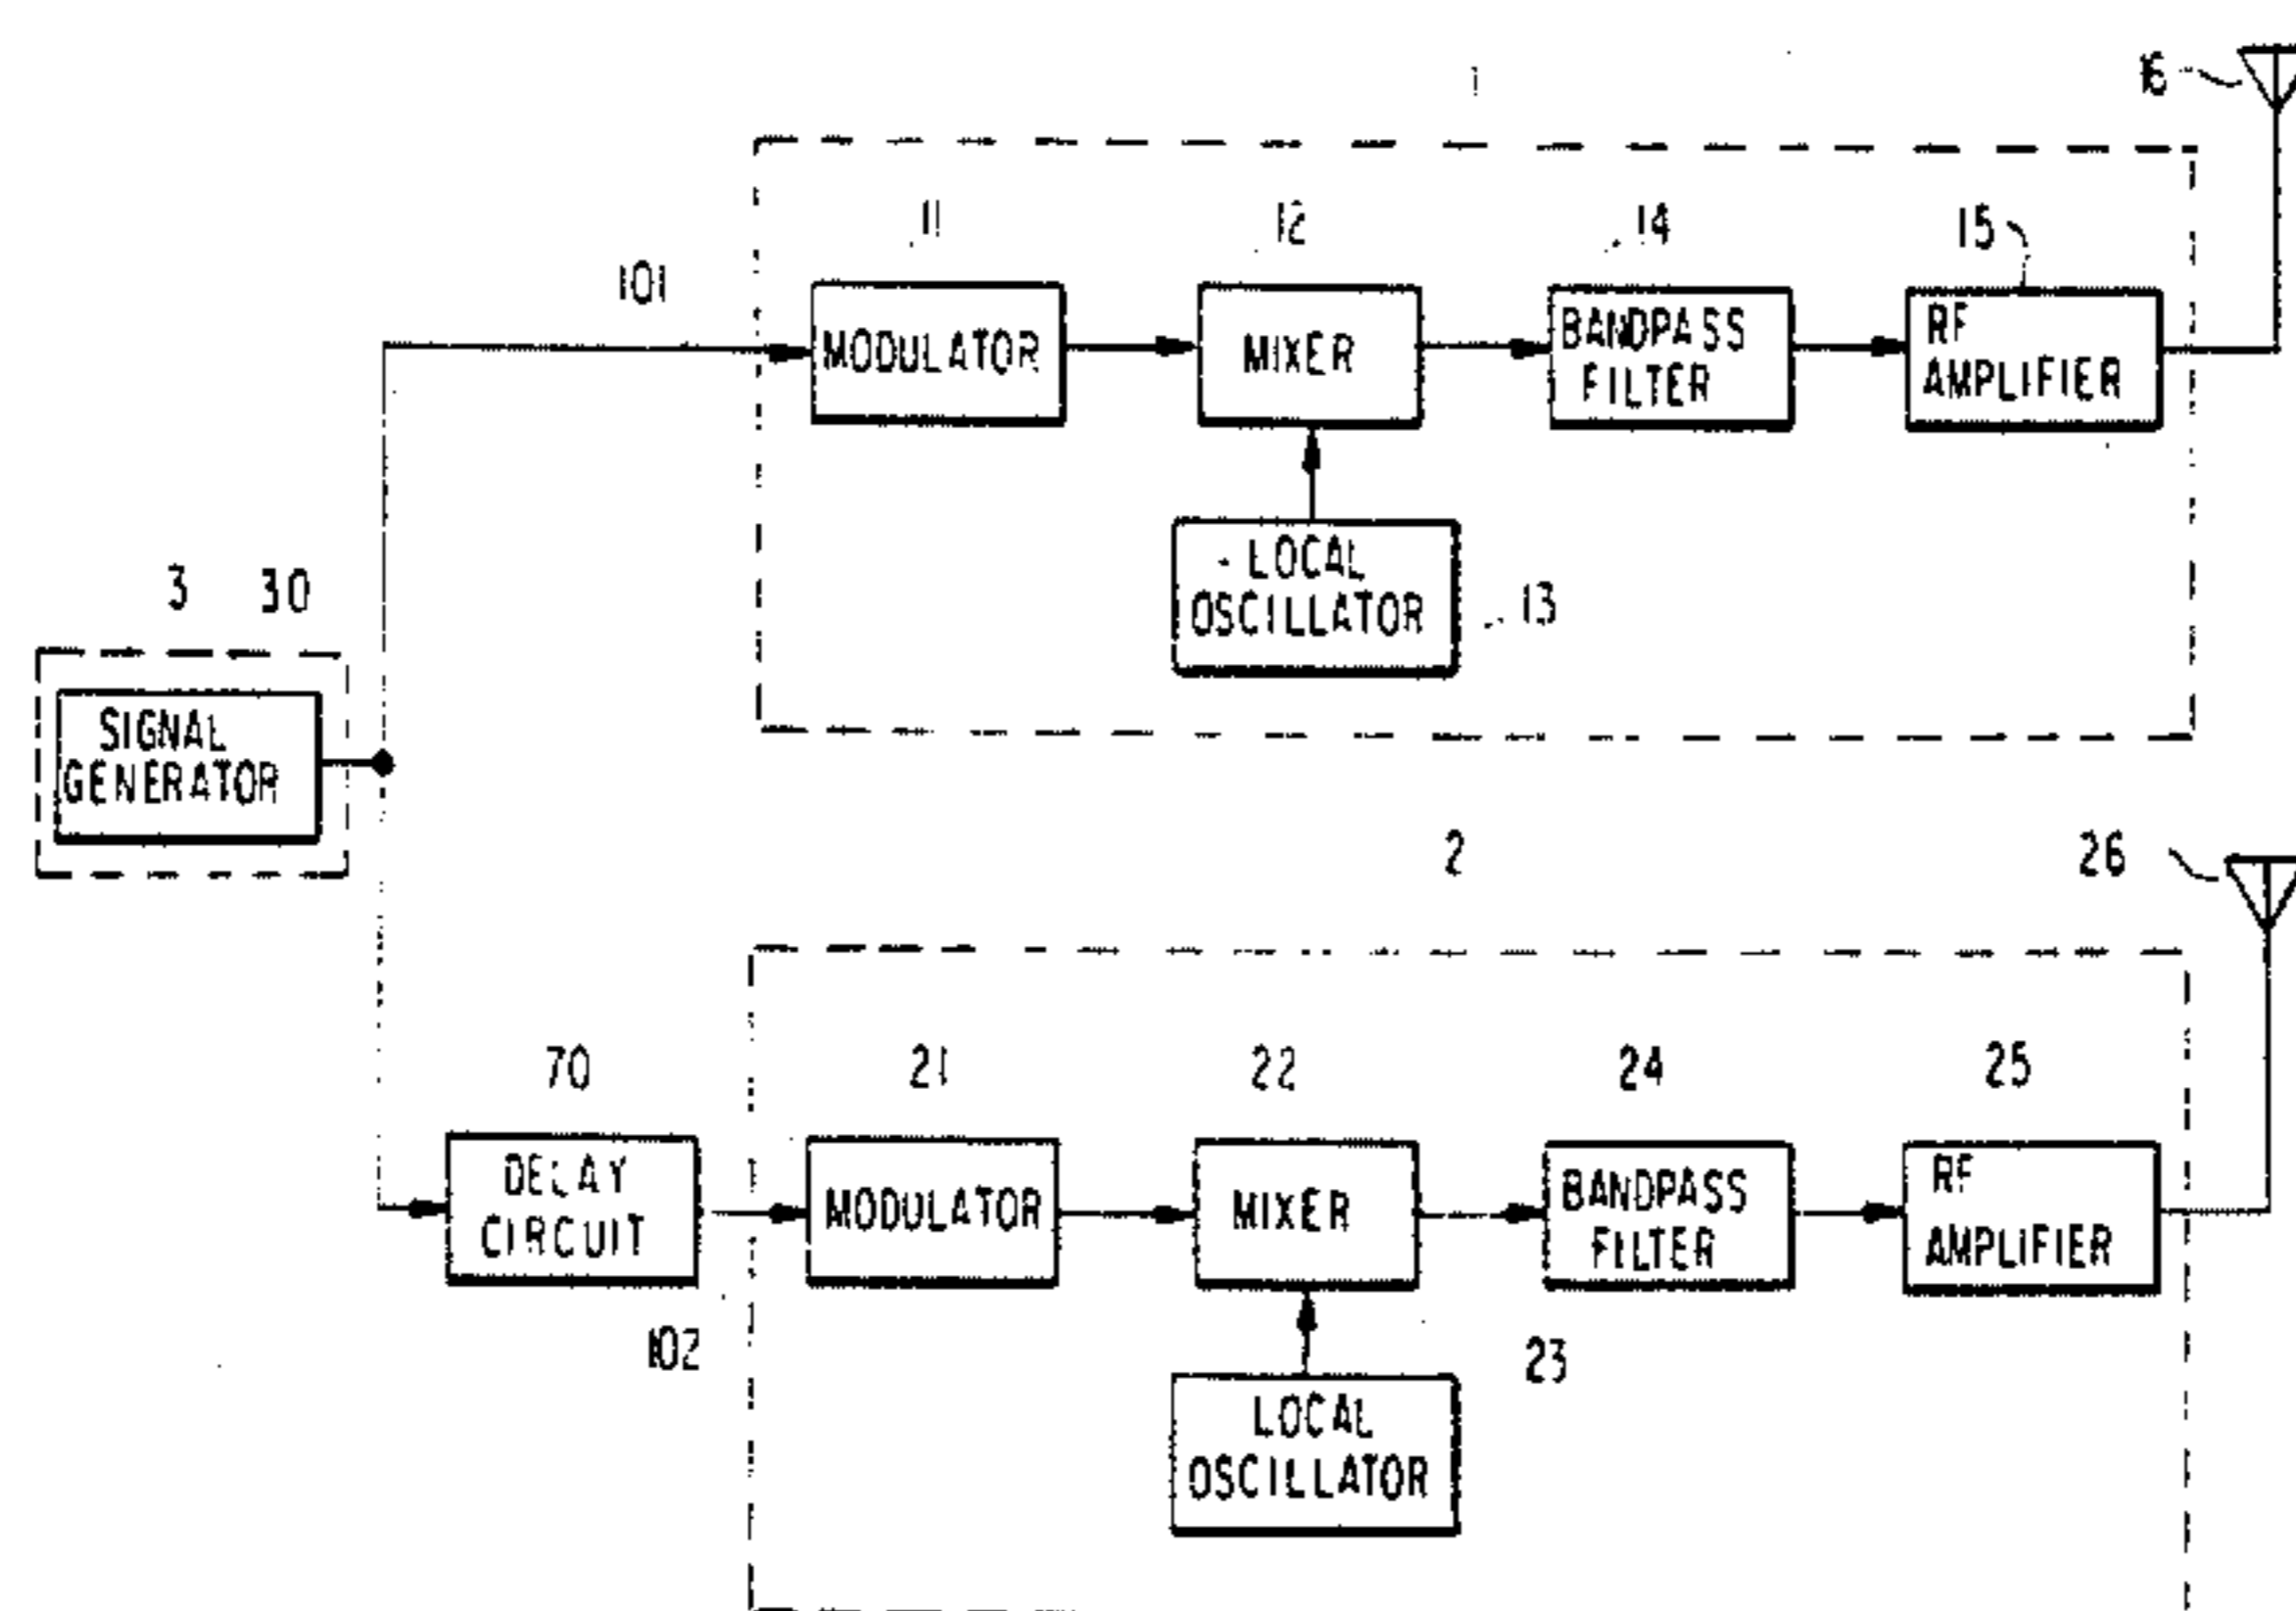 1
16
11
12
14
15
101
MODULATOR
MIXER
BANDPASS
FILTER
RF
AMPLIFIER
LOCAL
OSCILLATOR
13
3
30
SIGNAL
GENERATOR
2
26
70
21
22
24
25
DELAY
CIRCUIT
MODULATOR
MIXER
BANDPASS
FILTER
RF
AMPLIFIER
102
23
LOCAL
OSCILLATOR